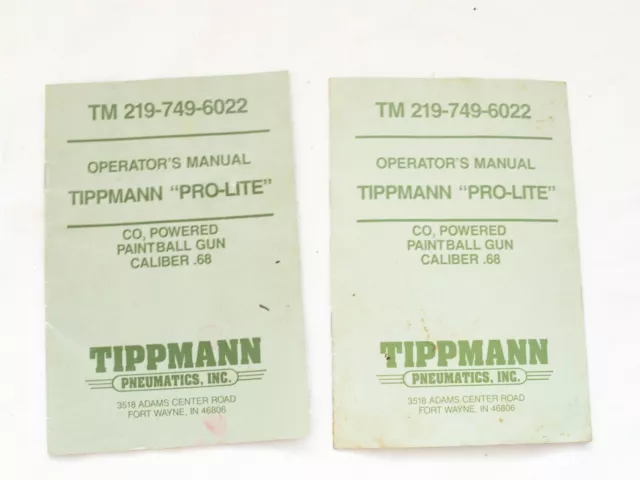 TM 219-749-6022
OPERATOR'S MANUAL
TIPPMANN "PRO-LITE"
CO₂ POWERED
PAINTBALL GUN
CALIBER .68
TIPPMANN
PNEUMATICS, INC.
3518 ADAMS CENTER ROAD
FORT WAYNE, IN 46806
TM 219-749-6022
OPERATOR'S MANUAL
TIPPMANN "PRO-LITE"
CO₂ POWERED
PAINTBALL GUN
CALIBER .68
TIPPMANN
PNEUMATICS, INC.
3518 ADAMS CENTER ROAD
FORT WAYNE, IN 46806